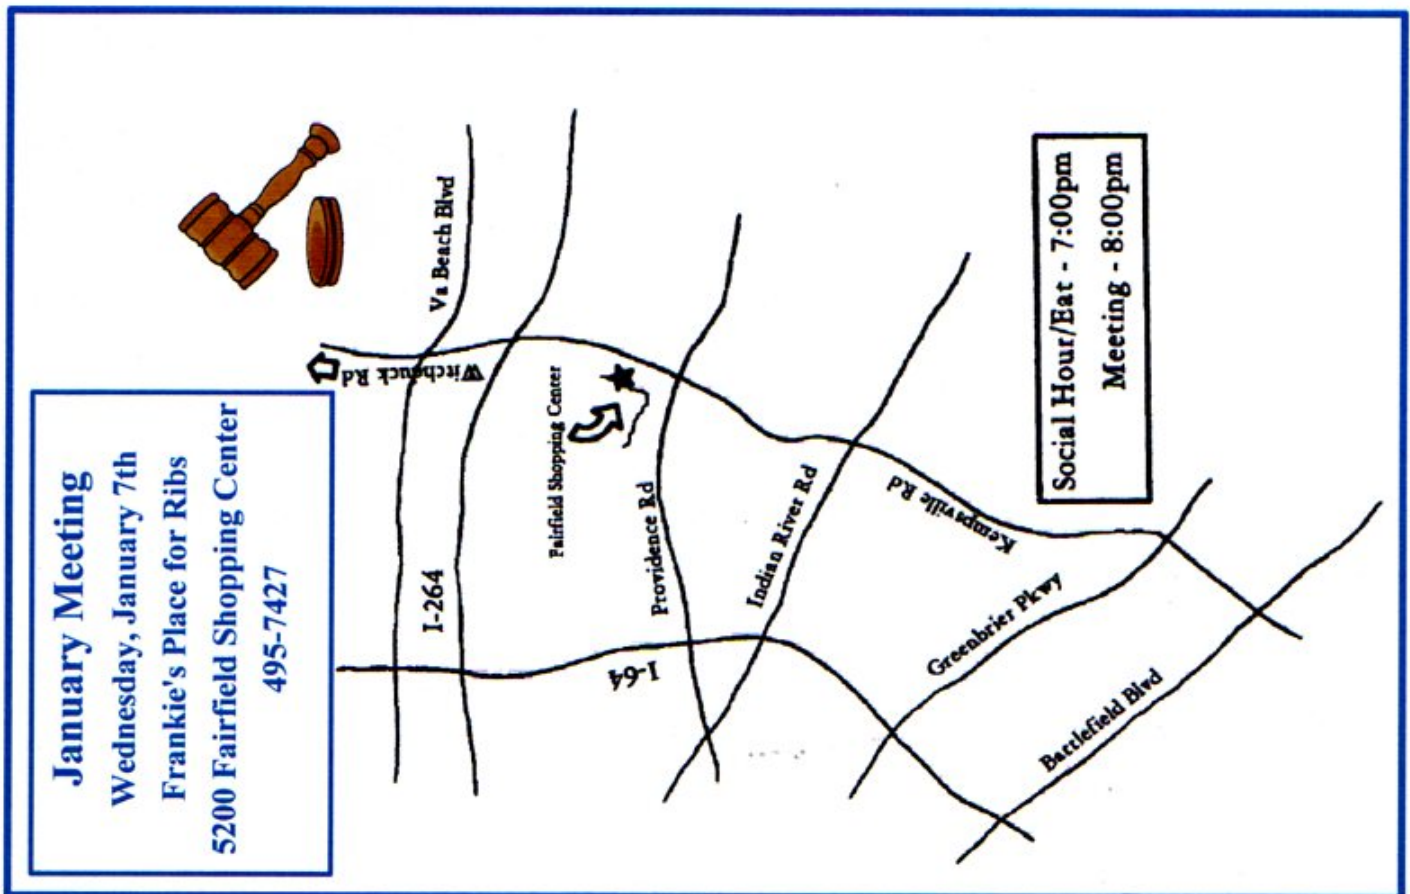 January Meeting
Wednesday, January 7th
Frankie's Place for Ribs
5200 Fairfield Shopping Center
495-7427
Va Beach Blvd
Witchduck Rd
I-264
Fairfield Shopping Center
I-64
Providence Rd
Indian River Rd
Kempsville Rd
Greenbrier Pkwy
Battlefield Blvd
Social Hour/Eat - 7:00pm
Meeting - 8:00pm